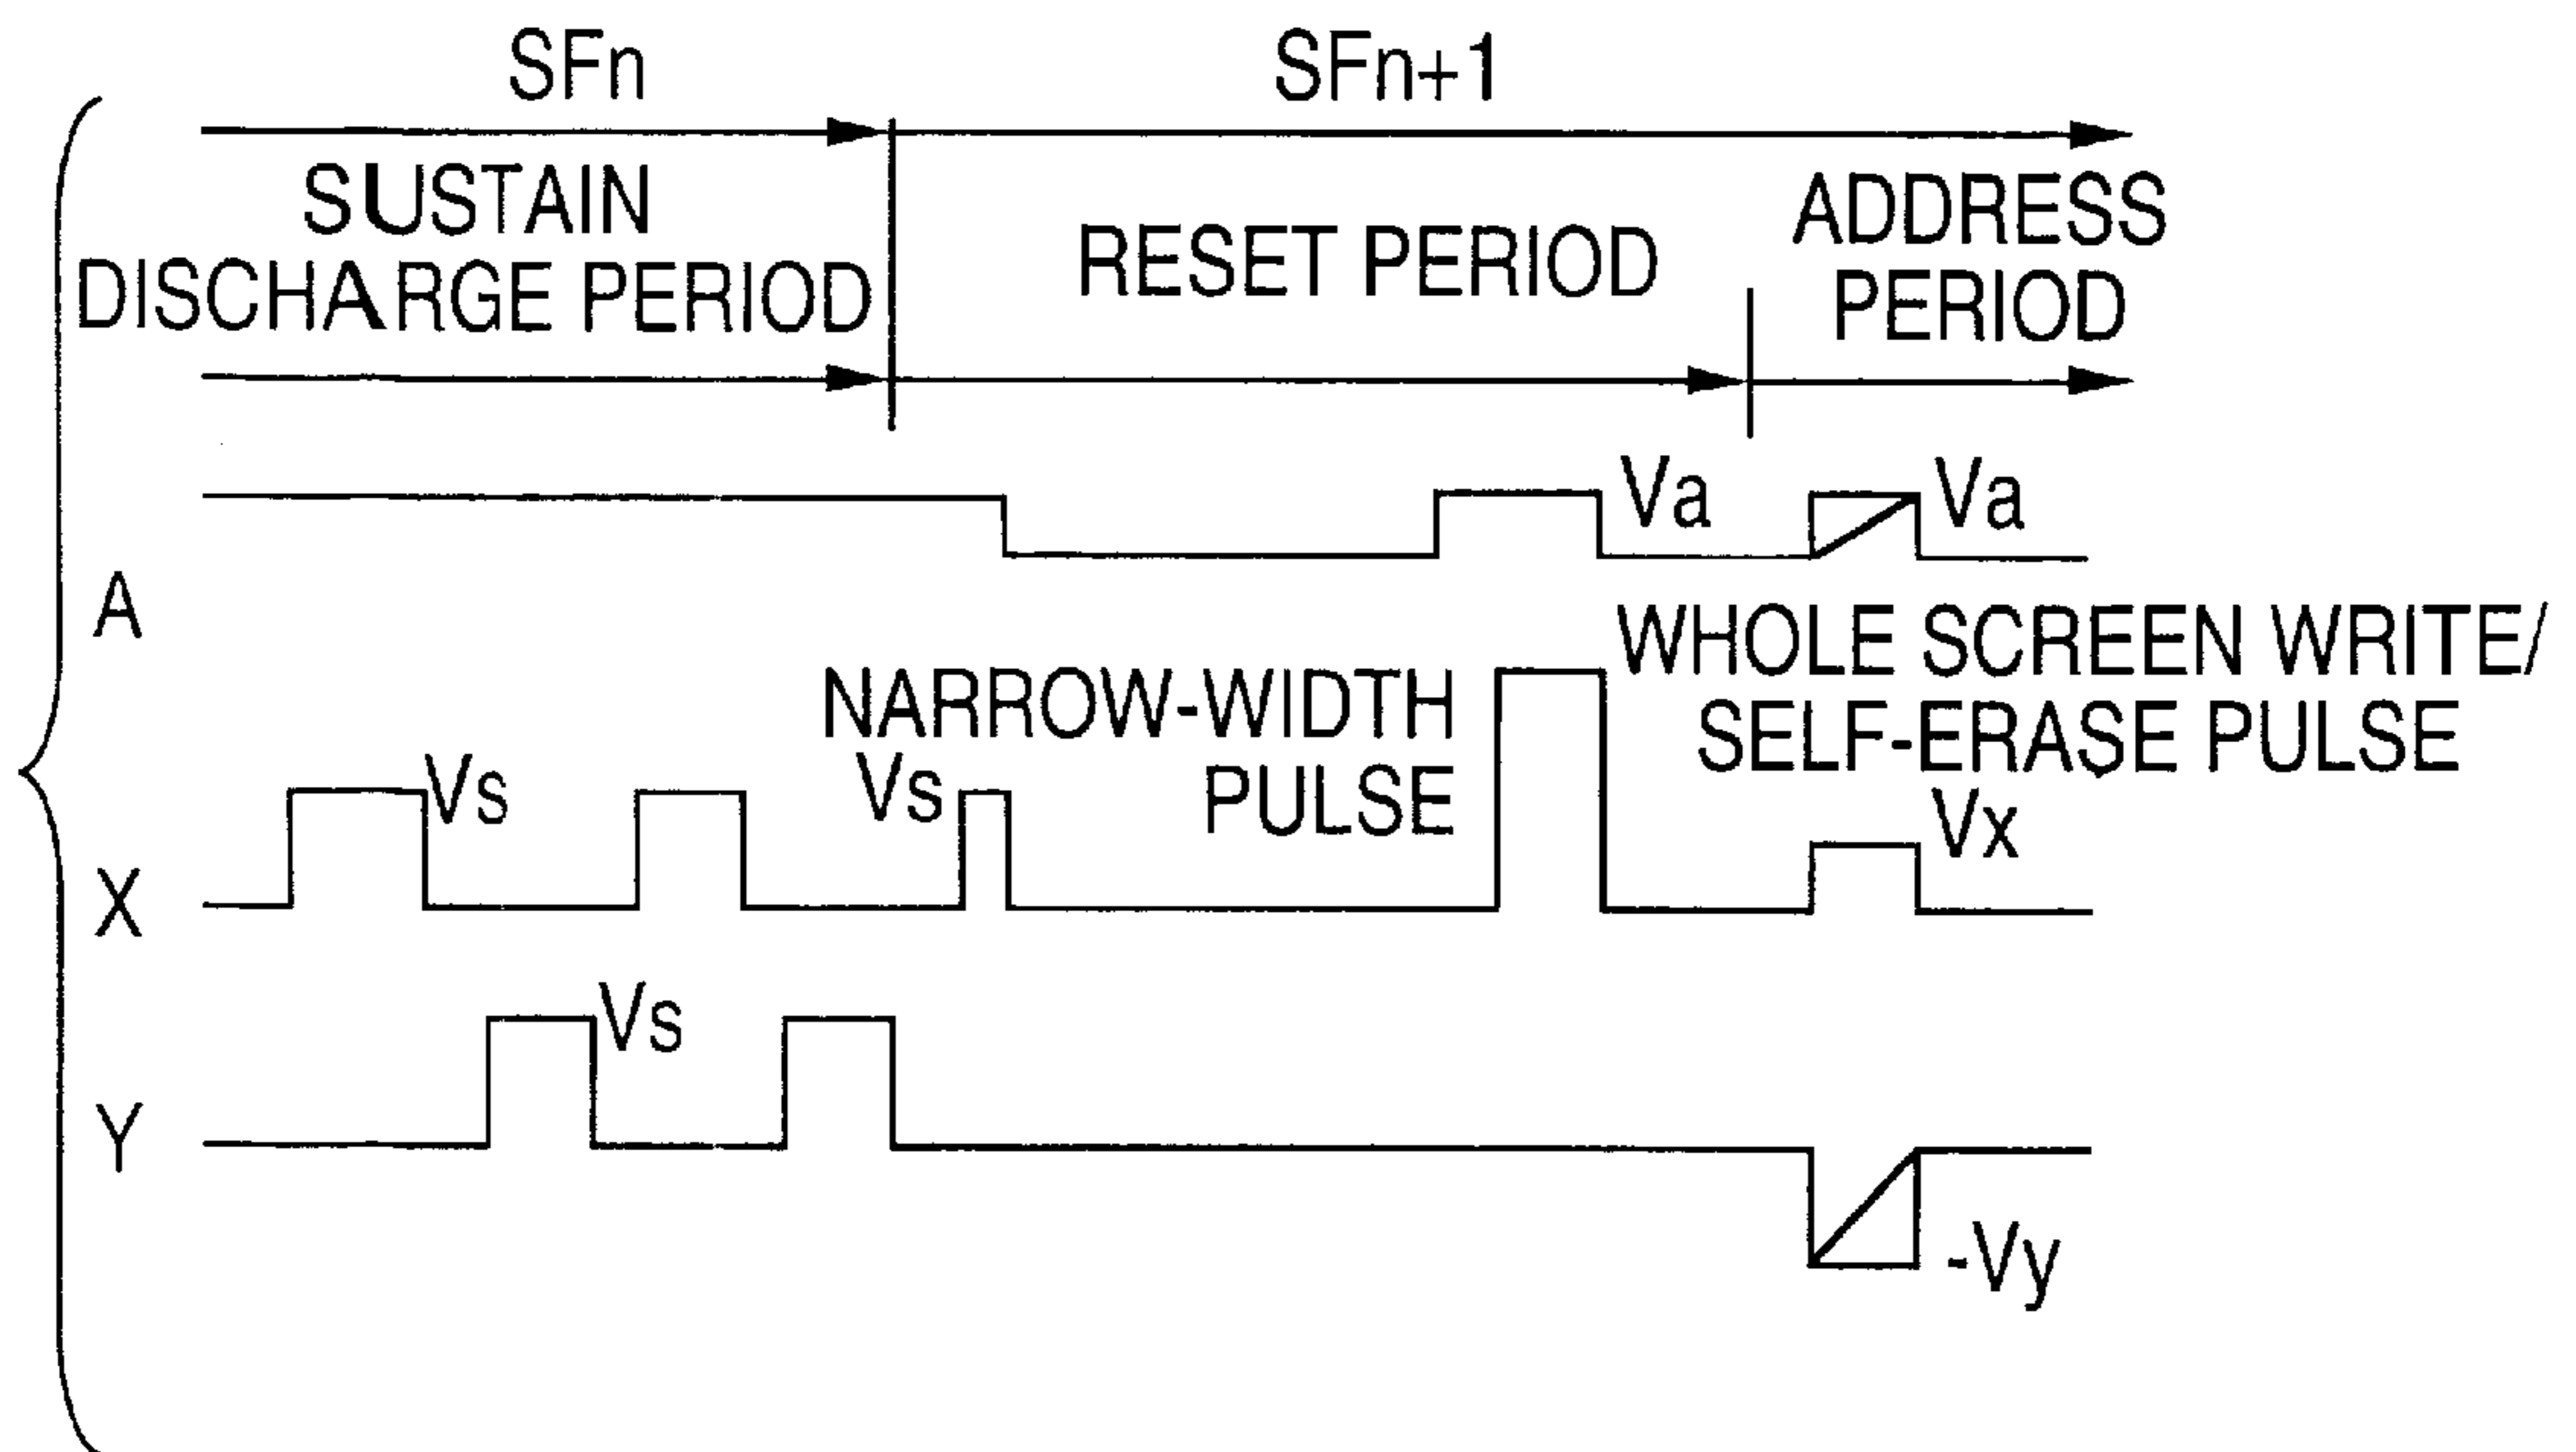 SFn
SFn+1
SUSTAIN
DISCHARGE PERIOD
RESET PERIOD
ADDRESS
PERIOD
Va
Va
A
WHOLE SCREEN WRITE/
SELF-ERASE PULSE
NARROW-WIDTH
PULSE
Vs
Vs
Vx
X
Vs
Y
-Vy